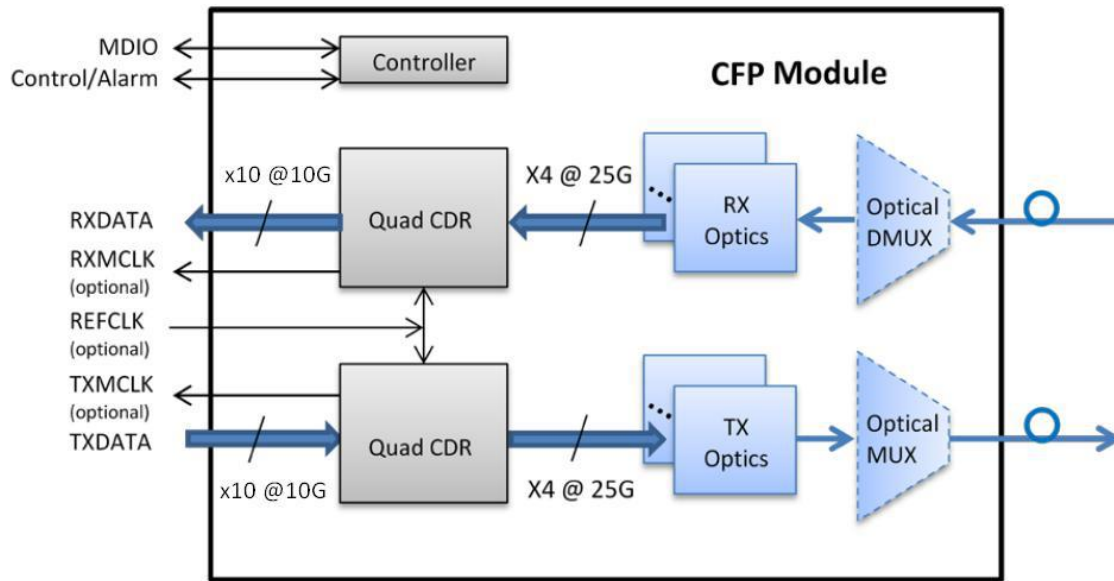 MDIO
Control/Alarm
Controller
CFP Module
x10 @10G
X4 @ 25G
RXDATA
Quad CDR
RX
Optics
Optical
DMUX
RXMCLK
(optional)
REFCLK
(optional)
TXMCLK
(optional)
TXDATA
Quad CDR
TX
Optics
Optical
MUX
x10 @10G
X4 @ 25G